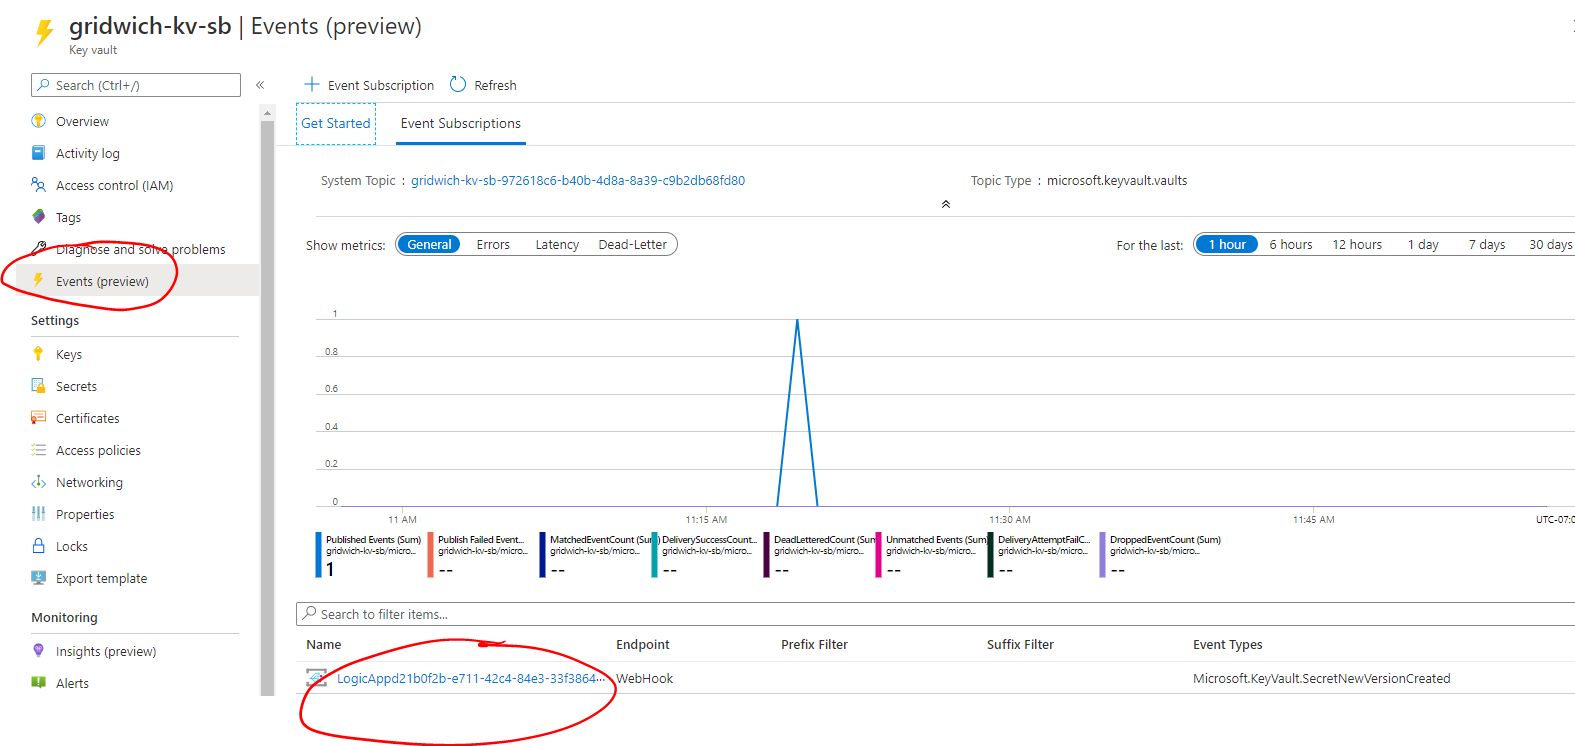 gridwich-kv-sb | Events (preview)
Key vault
Search (Ctrl+/)
«
Overview
Activity log
Access control (IAM)
Tags
Diagnose and solve problems
Events (preview)
Settings
Keys
Secrets
Certificates
Access policies
Networking
Properties
Locks
Export template
Monitoring
Insights (preview)
Alerts
Event Subscription Refresh
Get Started Event Subscriptions
System Topic : gridwich-kv-sb-972618c6-b40b-4d8a-8a39-c9b2db68fd80 Topic Type : microsoft.keyvault.vaults
Show metrics: General Errors Latency Dead-Letter For the last: 1 hour 6 hours 12 hours 1 day 7 days 30 days
1
0.8
0.6
0.4
0.2
0
11 AM 11:15 AM 11:30 AM 11:45 AM UTC-07:0
Published Events (Sum) Publish Failed Event... MatchedEventCount (Sum) DeliverySuccessCount... DeadLetteredCount (Sum Unmatched Events (Sum) DeliveryAttemptFailC... DroppedEventCount (Sum)
gridwich-kv-sb/micro... gridwich-kv-sb/micro... gridwich-kv-sb/micro... gridwich-kv-sb/micro... gridwich-kv-sb/micro... gridwich-kv-sb/micro... gridwich-kv-sb/micro... gridwich-kv-sb/micro...
1 -- -- -- -- -- -- --
Search to filter items...
Name Endpoint Prefix Filter Suffix Filter Event Types
LogicAppd21b0f2b-e711-42c4-84e3-33f3864... WebHook Microsoft.KeyVault.SecretNewVersionCreated